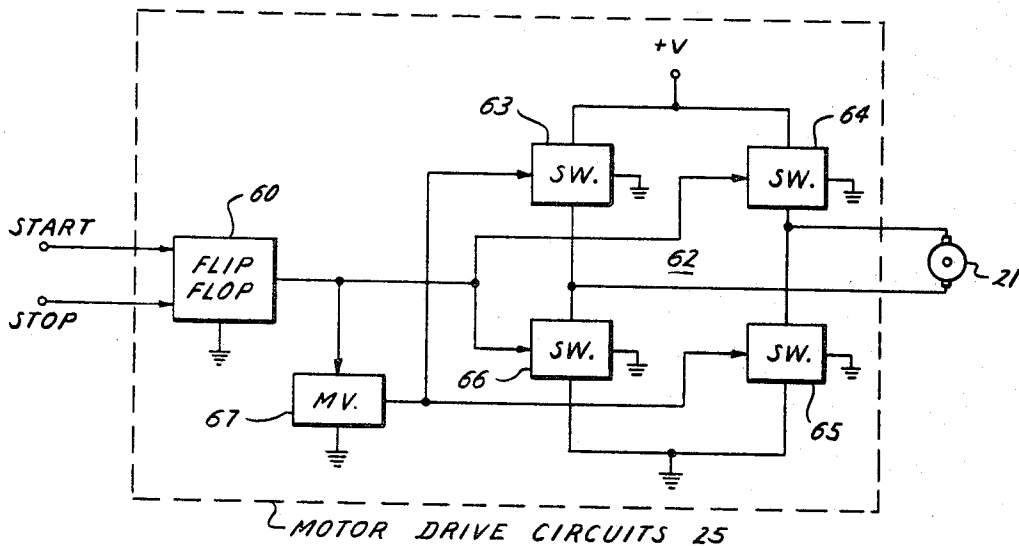 +V
63
64
SW.
SW.
60
START
FLIP
FLOP
62
21
STOP
SW.
SW.
66
MV.
67
65
MOTOR DRIVE CIRCUITS 25